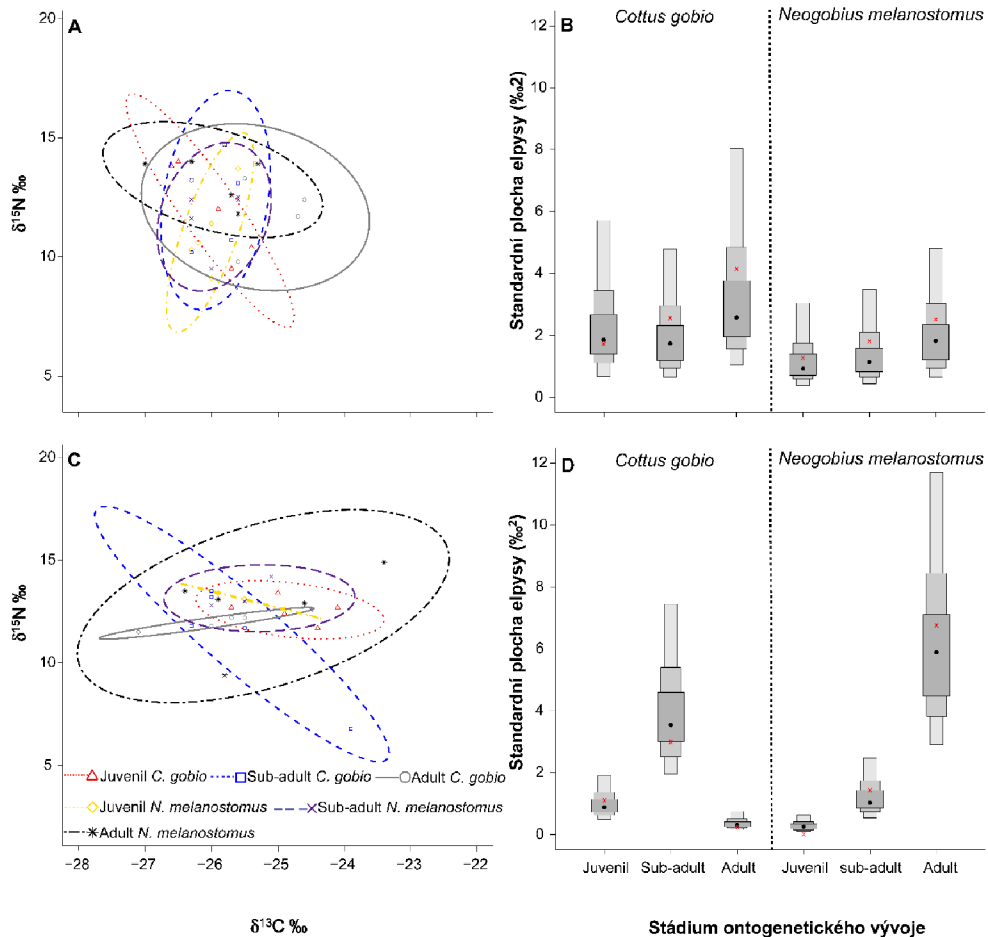 A
20
15
10
5
δ15N ‰
B
Cottus gobio
Neogobius melanostomus
12
10
8
6
4
2
0
Standardní plocha elpysy (‰2)
C
20
15
10
5
δ15N ‰
Juvenil C. gobio
Sub-adult C. gobio
Adult C. gobio
Juvenil N. melanostomus
Sub-adult N. melanostomus
Adult N. melanostomus
−28
−27
−26
−25
−24
−23
−22
δ13C ‰
D
Cottus gobio
Neogobius melanostomus
12
10
8
6
4
2
0
Standardní plocha elpysy (‰²)
Juvenil
Sub-adult
Adult
Juvenil
sub-adult
Adult
Stádium ontogenetického vývoje